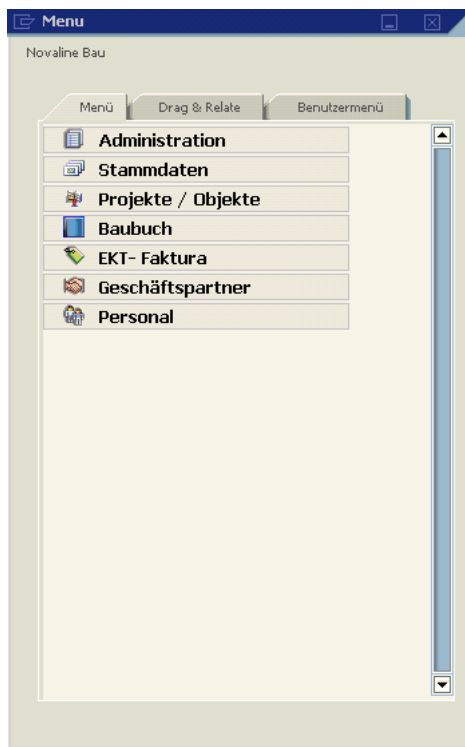 Menu
Novaline Bau
Menü Drag & Relate Benutzermenü
Administration
Stammdaten
Projekte / Objekte
Baubuch
EKT- Faktura
Geschäftspartner
Personal